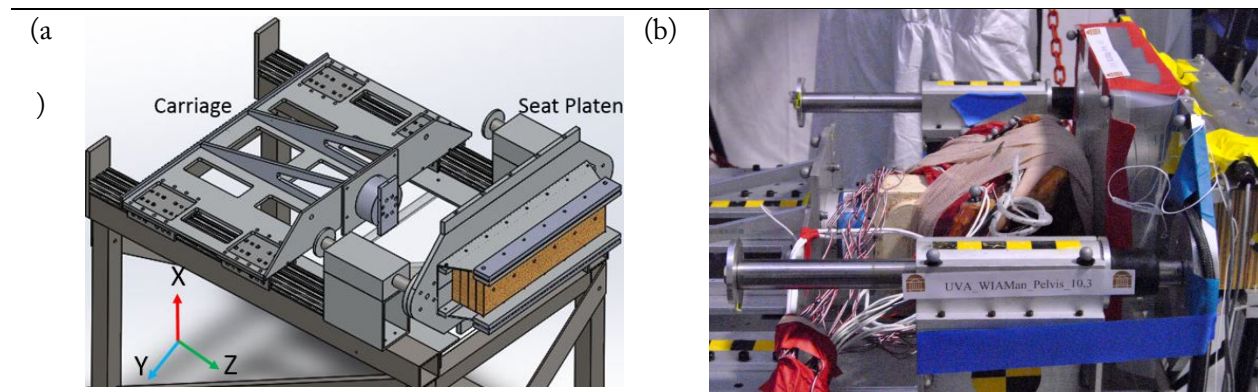 (a
)
(b)
Carriage
Seat Platen
X
Y
Z
UVA_WIAMan_Pelvis_10.3